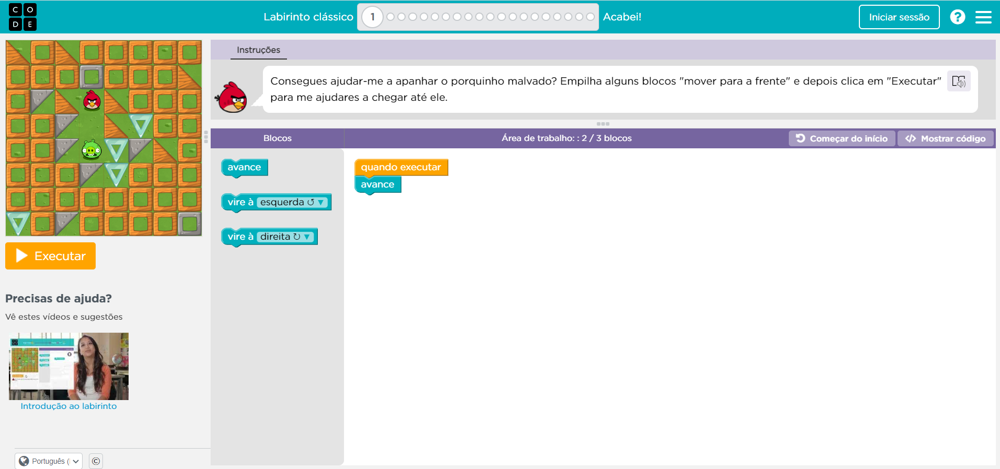 CO
DE
Labirinto clássico
1
Acabei!
Iniciar sessão
?
Instruções
Consegues ajudar-me a apanhar o porquinho malvado? Empilha alguns blocos "mover para a frente" e depois clica em "Executar"
para me ajudares a chegar até ele.
Blocos
Área de trabalho: : 2 / 3 blocos
Começar do início
Mostrar código
avance
vire à esquerda ↺ ▼
vire à direita ↻ ▼
quando executar
avance
Executar
Precisas de ajuda?
Vê estes vídeos e sugestões
Introdução ao labirinto
Português (
©